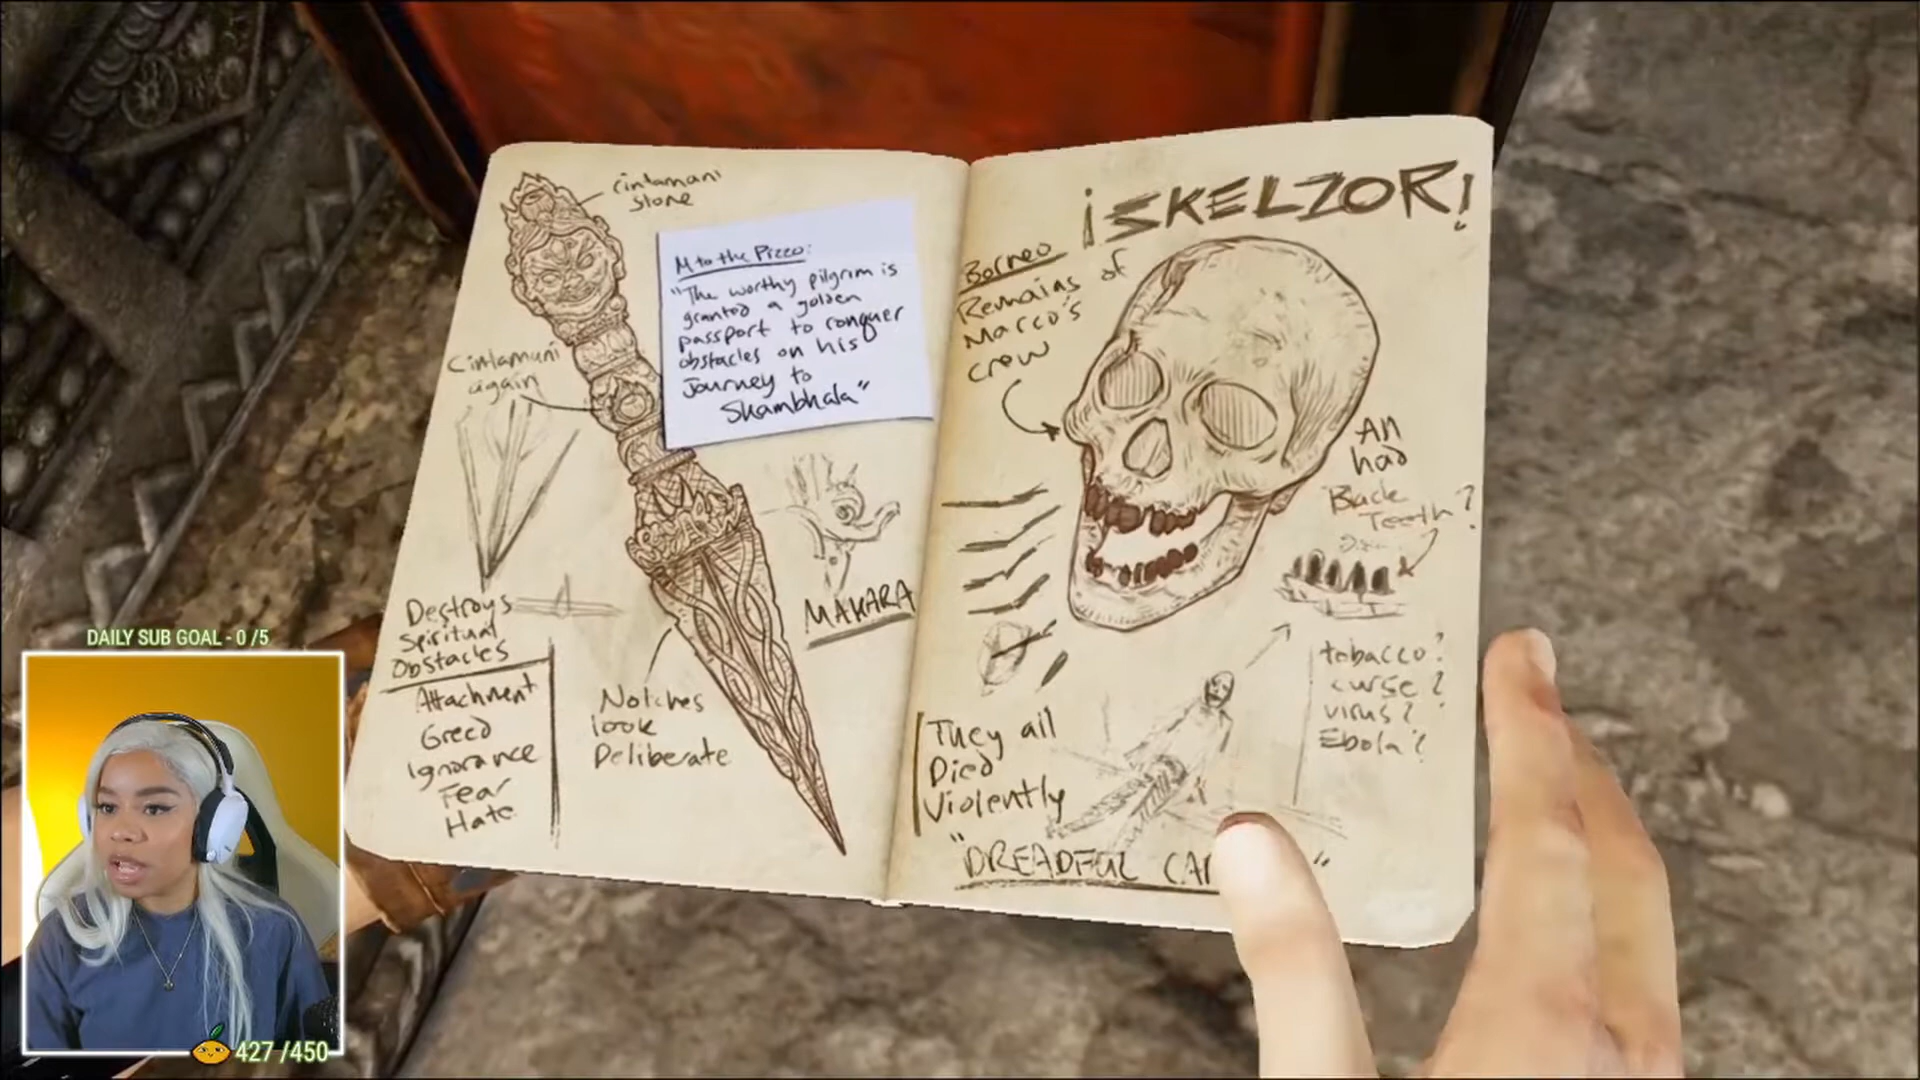 cintamani
stone
M to the Pizzo:
"The worthy pilgrim is
granted a golden
passport to conquer
obstacles on his
journey to
Shambhala"
Cintamani
again
MAKARA
Destroys
Spiritual
Obstacles
Attachment
Greed
Ignorance
Fear
Hate
Notches
look
Deliberate
¡SKELZOR!
Borneo
Remains of
Marco's
crew
All
had
Black
Teeth?
tobacco?
curse?
virus?
Ebola?
They all
Died
Violently
"DREADFUL
DAILY SUB GOAL - 0 /5
427 /450